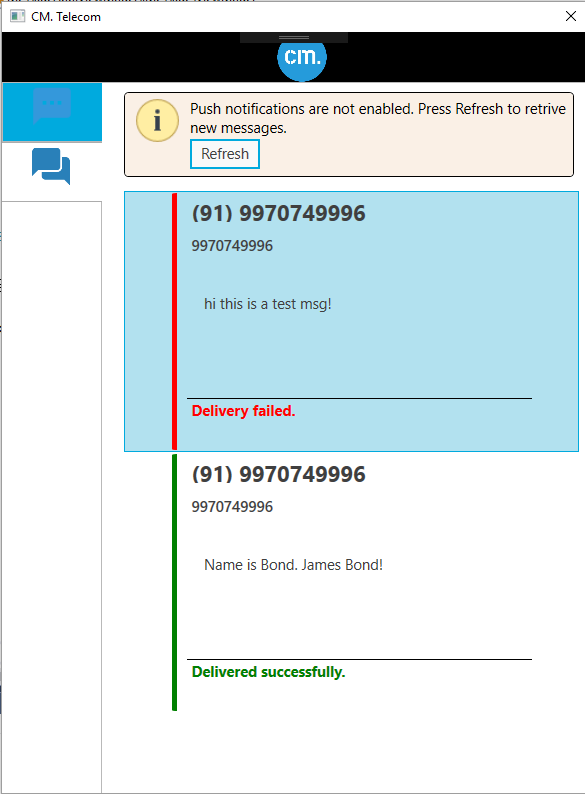 CM. Telecom
cm.
Push notifications are not enabled. Press Refresh to retrive
new messages.
Refresh
(91) 9970749996
9970749996
hi this is a test msg!
Delivery failed.
(91) 9970749996
9970749996
Name is Bond. James Bond!
Delivered successfully.